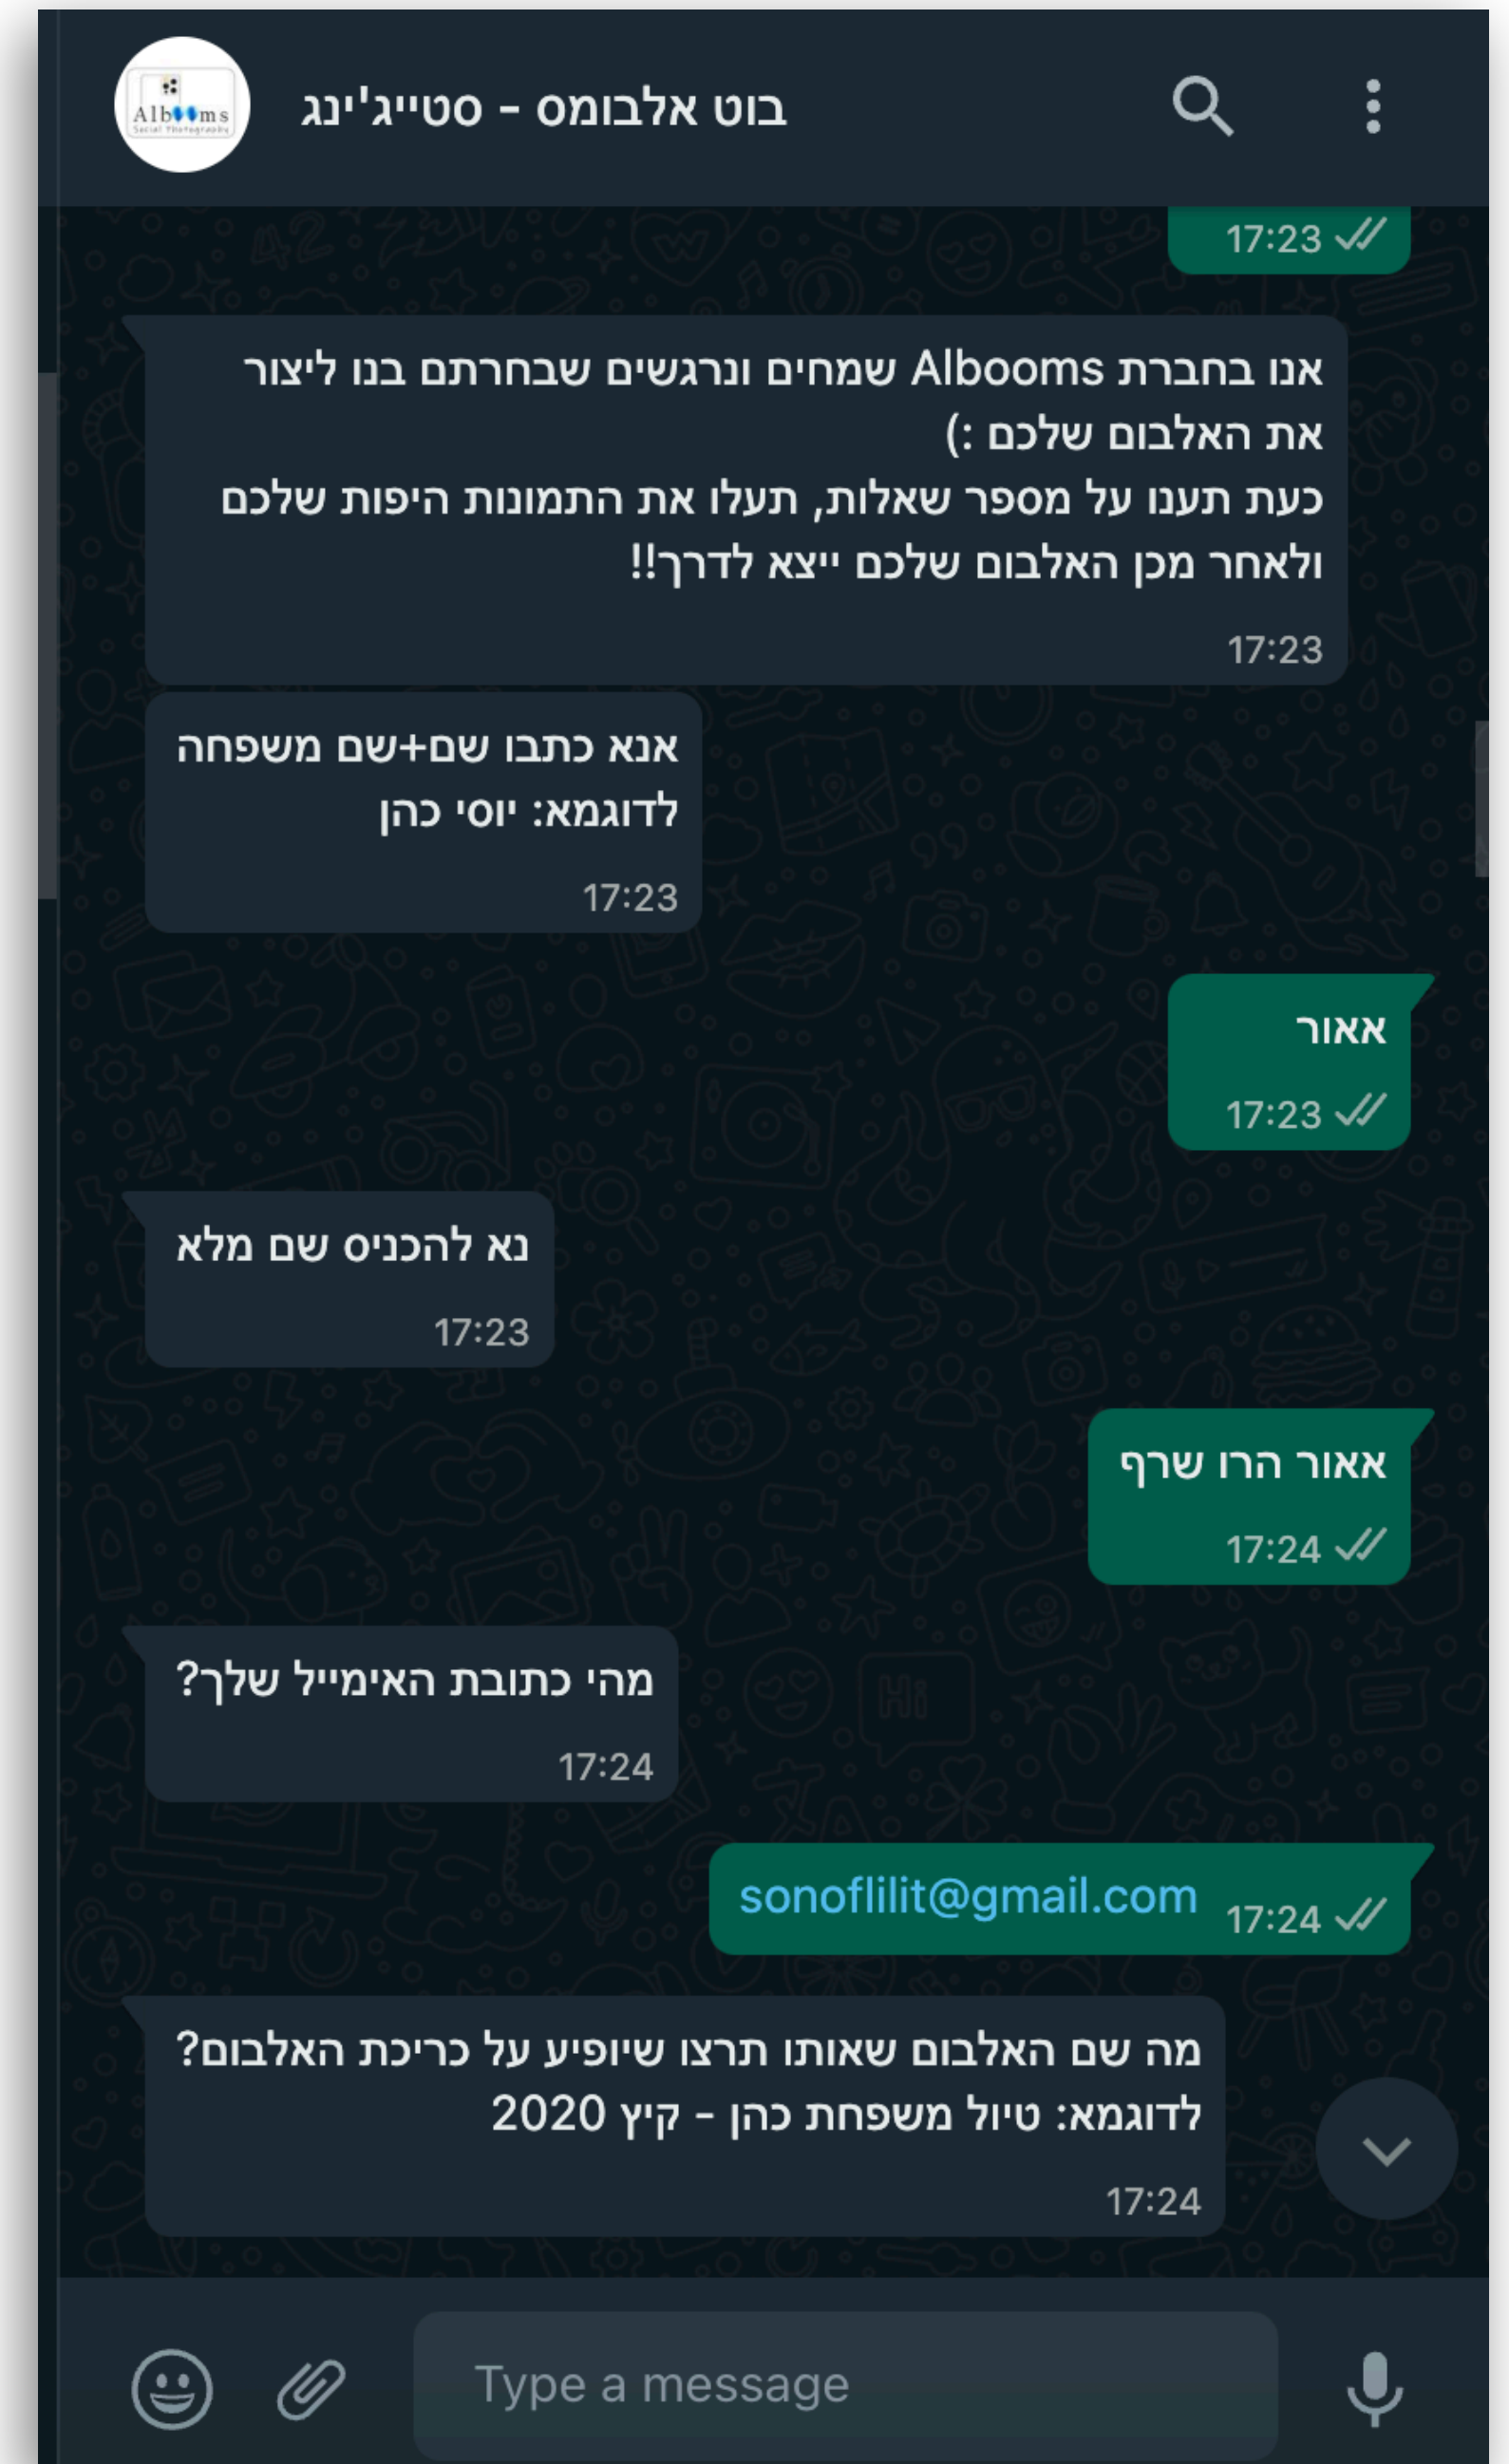 Albooms
Social Photography
בוט אלבומס - סטייג'ינג
17:23
אנו בחברת Albooms שמחים ונרגשים שבחרתם בנו ליצור
את האלבום שלכם :)
כעת תענו על מספר שאלות, תעלו את התמונות היפות שלכם
ולאחר מכן האלבום שלכם ייצא לדרך!!
17:23
אנא כתבו שם+שם משפחה
לדוגמא: יוסי כהן
17:23
אאור
17:23
נא להכניס שם מלא
17:23
אאור הרו שרף
17:24
מהי כתובת האימייל שלך?
17:24
sonoflilit@gmail.com 17:24
מה שם האלבום שאותו תרצו שיופיע על כריכת האלבום?
לדוגמא: טיול משפחת כהן - קיץ 2020
17:24
Type a message